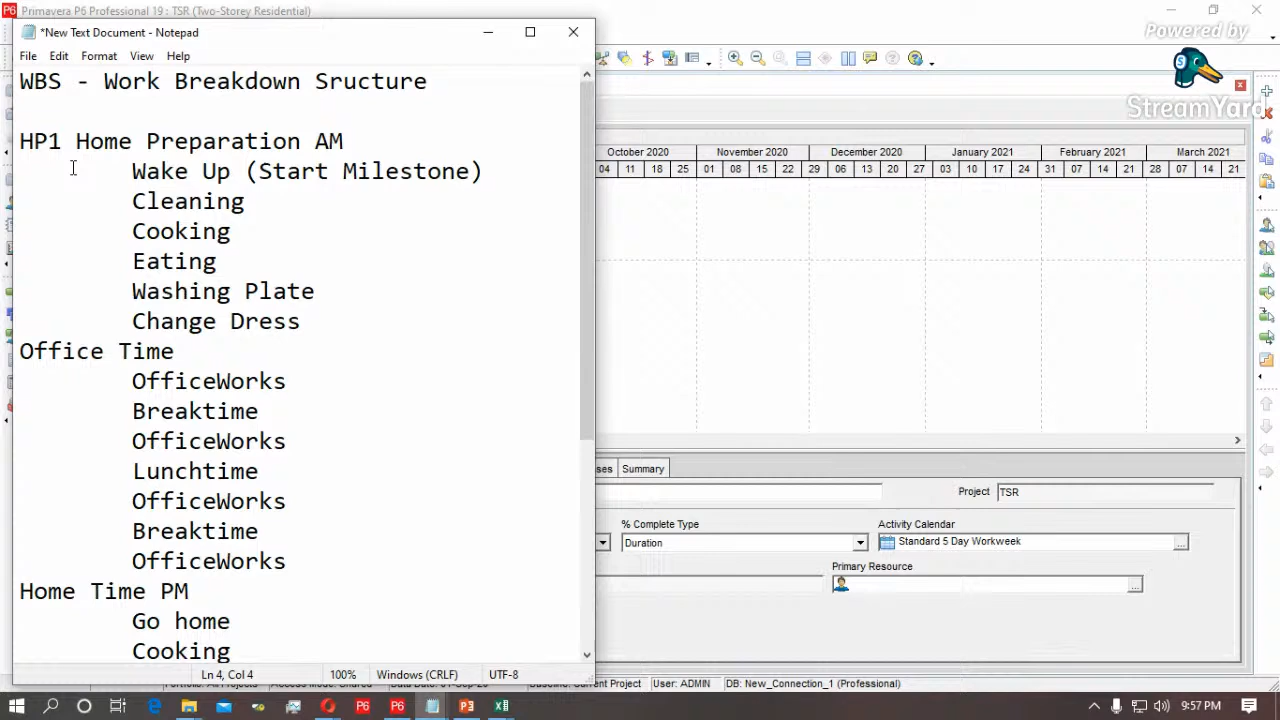 Primavera P6 Professional 19 : TSR (Two-Storey Residential)
*New Text Document - Notepad
File Edit Format View Help
WBS - Work Breakdown Sructure
HP1 Home Preparation AM
Wake Up (Start Milestone)
Cleaning
Cooking
Eating
Washing Plate
Change Dress
Office Time
OfficeWorks
Breaktime
OfficeWorks
Lunchtime
OfficeWorks
Breaktime
OfficeWorks
Home Time PM
Go home
Cooking
Ln 4, Col 4 100% Windows (CRLF) UTF-8
Powered by
StreamYard
October 2020 November 2020 December 2020 January 2021 February 2021 March 2021
04 11 18 25 01 08 15 22 29 06 13 20 27 03 10 17 24 31 07 14 21 28 07 14 21
Summary
Project TSR
% Complete Type Activity Calendar
Duration Standard 5 Day Workweek
Primary Resource
User: ADMIN DB: New_Connection_1 (Professional)
9:57 PM